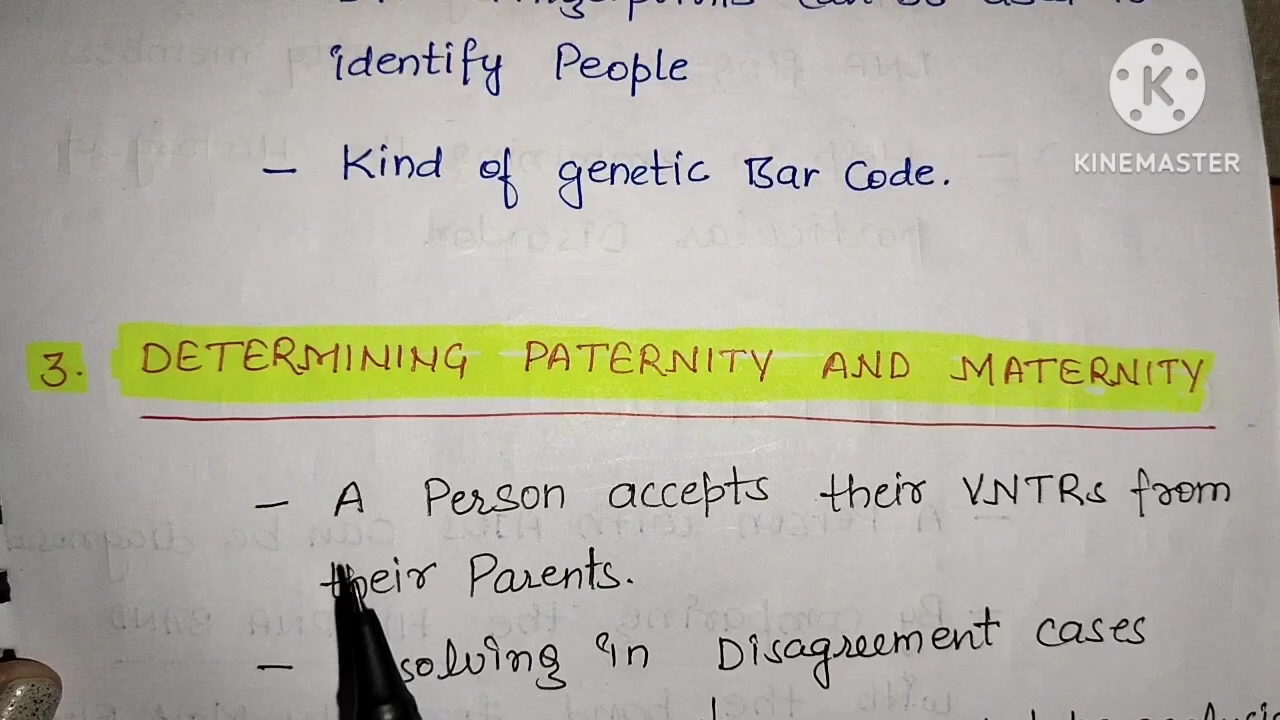 identify People
- Kind of genetic Bar Code.
KINEMASTER
3. DETERMINING PATERNITY AND MATERNITY
- A Person accepts their VNTRs from
their Parents.
- solving in Disagreement cases